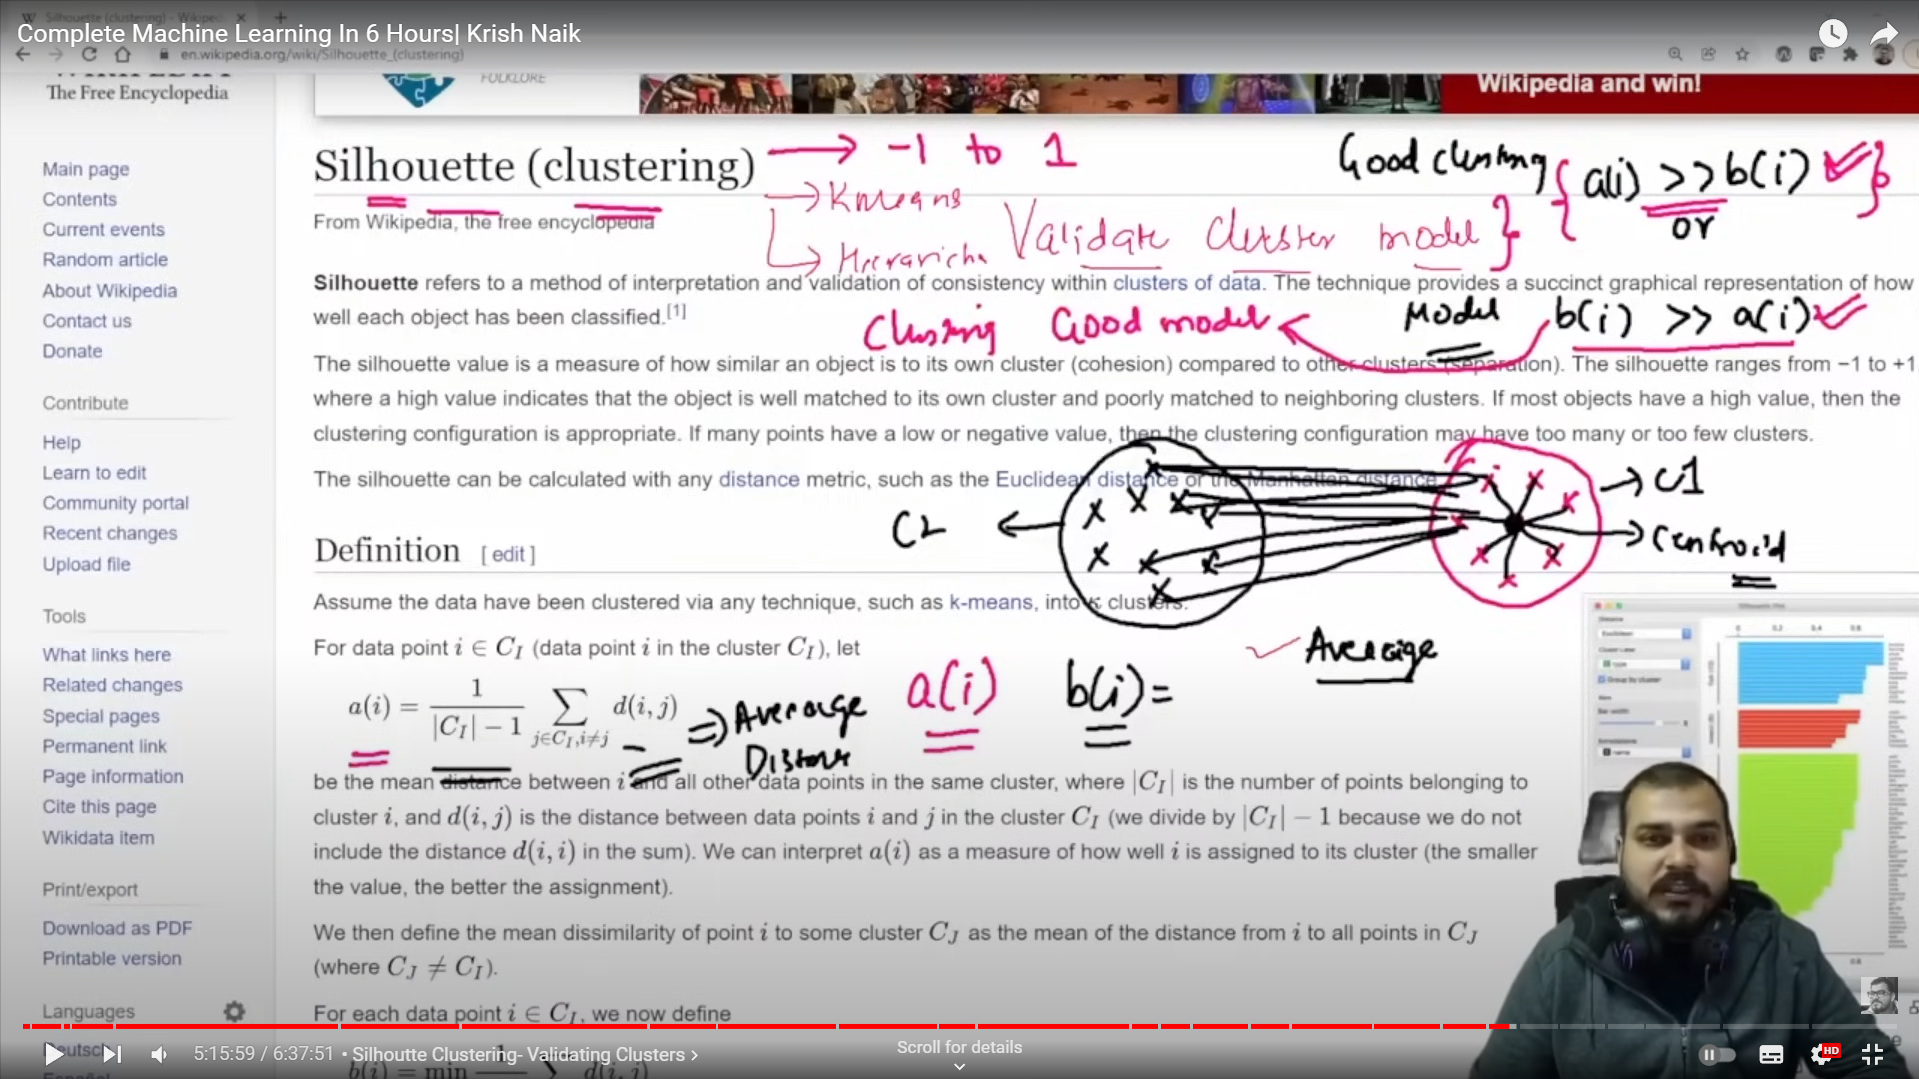 Complete Machine Learning In 6 Hours| Krish Naik
Silhouette (clustering) - Wikipedia
en.wikipedia.org/wiki/Silhouette_(clustering)
The Free Encyclopedia
FOLKLORE
Wikipedia and win!
Main page
Contents
Current events
Random article
About Wikipedia
Contact us
Donate
Contribute
Help
Learn to edit
Community portal
Recent changes
Upload file
Tools
What links here
Related changes
Special pages
Permanent link
Page information
Cite this page
Wikidata item
Print/export
Download as PDF
Printable version
Languages
Deutsch
Silhouette (clustering) → -1 to 1
Good clustering { a(i) >> b(i) }
or
→ Kmeans
From Wikipedia, the free encyclopedia
Validate Cluster model }
Silhouette refers to a method of interpretation and validation of consistency within clusters of data. The technique provides a succinct graphical representation of how
well each object has been classified.[1]
Clustring Good model
Model b(i) >> a(i)
The silhouette value is a measure of how similar an object is to its own cluster (cohesion) compared to other clusters (separation). The silhouette ranges from −1 to +1
where a high value indicates that the object is well matched to its own cluster and poorly matched to neighboring clusters. If most objects have a high value, then the
clustering configuration is appropriate. If many points have a low or negative value, then the clustering configuration may have too many or too few clusters.
The silhouette can be calculated with any distance metric, such as the Euclidean distance or the Manhattan distance
C2
→ C1
→ Centroid
Definition [ edit ]
Assume the data have been clustered via any technique, such as k-means, into k clusters.
For data point i ∈ C_I (data point i in the cluster C_I), let
Average
a(i) = 1 / (|C_I| − 1) ∑_{j∈C_I, i≠j} d(i, j) ⇒ Average
a(i) b(i)=
be the mean distance between i and all other data points in the same cluster, where |C_I| is the number of points belonging to
cluster i, and d(i, j) is the distance between data points i and j in the cluster C_I (we divide by |C_I| − 1 because we do not
include the distance d(i, i) in the sum). We can interpret a(i) as a measure of how well i is assigned to its cluster (the smaller
the value, the better the assignment).
We then define the mean dissimilarity of point i to some cluster C_J as the mean of the distance from i to all points in C_J
(where C_J ≠ C_I).
For each data point i ∈ C_I, we now define
b(i) = min ∑ d(i, j)
5:15:59 / 6:37:51 • Silhoutte Clustering- Validating Clusters
Scroll for details
HD